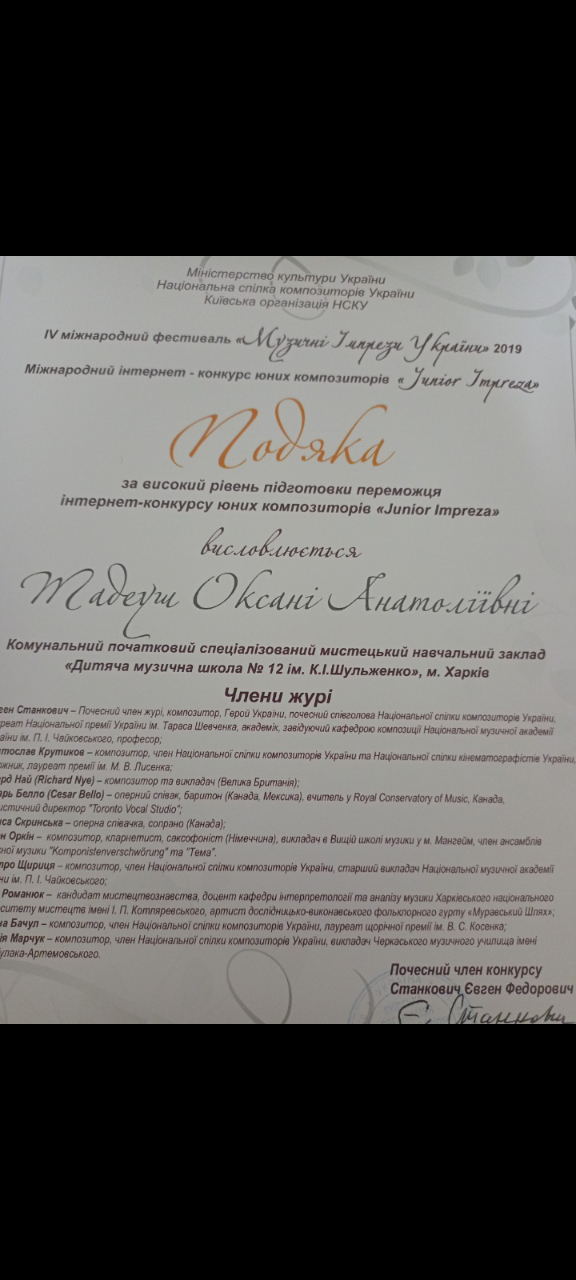 Міністерство культури України
Національна спілка композиторів України
Київська організація НСКУ
IV міжнародний фестиваль «Музичні Імпрези України» 2019
Міжнародний інтернет - конкурс юних композиторів «Junior Impreza»
Подяка
за високий рівень підготовки переможця
інтернет-конкурсу юних композиторів «Junior Impreza»
висловлюється
Тадеуш Оксані Анатоліївні
Комунальний початковий спеціалізований мистецький навчальний заклад
«Дитяча музична школа № 12 ім. К.І.Шульженко», м. Харків
Члени журі
Станкович – Почесний член журі, композитор, Герой України, почесний співголова Національної спілки композиторів України,
Національної премії України ім. Тараса Шевченка, академік, завідуючий кафедрою композиції Національної музичної академії
ім. П. І. Чайковського, професор;
Крутиков – композитор, член Національної спілки композиторів України та Національної спілки кінематографістів України,
лауреат премії ім. М. В. Лисенка;
Най (Richard Nye) – композитор та викладач (Велика Британія);
Белло (Cesar Bello) – оперний співак, баритон (Канада, Мексика), вчитель у Royal Conservatory of Music, Канада,
директор "Toronto Vocal Studio";
Скринська – оперна співачка, сопрано (Канада);
Оркін – композитор, кларнетист, саксофоніст (Німеччина), викладач в Вищій школі музики у м. Мангейм, член ансамблів
музики "Komponistenverschwörung" та "Тема".
Щириця – композитор, член Національної спілки композиторів України, старший викладач Національної музичної академії
ім. П. І. Чайковського;
Романюк – кандидат мистецтвознавства, доцент кафедри інтерпретології та аналізу музики Харківського національного
мистецтв імені І. П. Котляревського, артист дослідницько-виконавського фольклорного гурту «Муравський Шлях»;
Бачул – композитор, член Національної спілки композиторів України, лауреат щорічної премії ім. В. С. Косенка;
Марчук – композитор, член Національної спілки композиторів України, викладач Черкаського музичного училища імені
Почесний член конкурсу
Станкович Євген Федорович
Є. Станкович